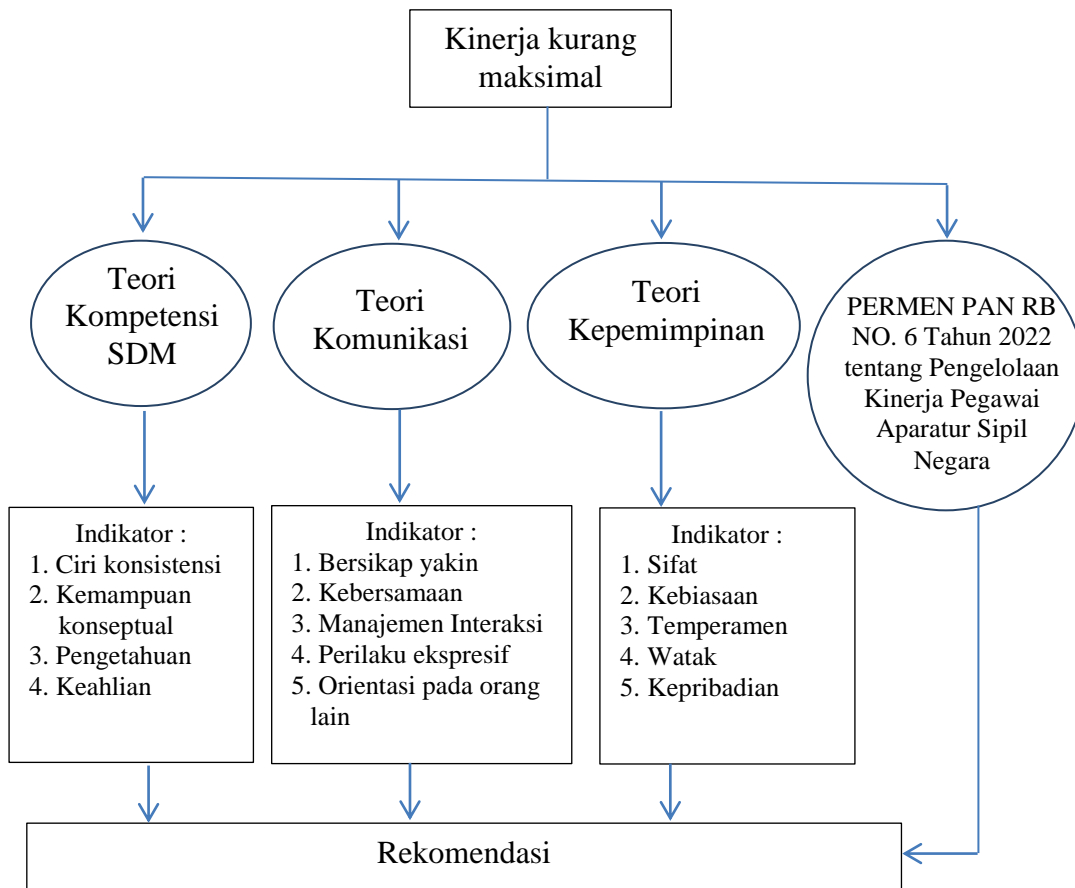 Kinerja kurang
maksimal
Teori
Kompetensi
SDM
Teori
Komunikasi
Teori
Kepemimpinan
PERMEN PAN RB
NO. 6 Tahun 2022
tentang Pengelolaan
Kinerja Pegawai
Aparatur Sipil
Negara
Indikator :
1. Ciri konsistensi
2. Kemampuan
konseptual
3. Pengetahuan
4. Keahlian
Indikator :
1. Bersikap yakin
2. Kebersamaan
3. Manajemen Interaksi
4. Perilaku ekspresif
5. Orientasi pada orang
lain
Indikator :
1. Sifat
2. Kebiasaan
3. Temperamen
4. Watak
5. Kepribadian
Rekomendasi